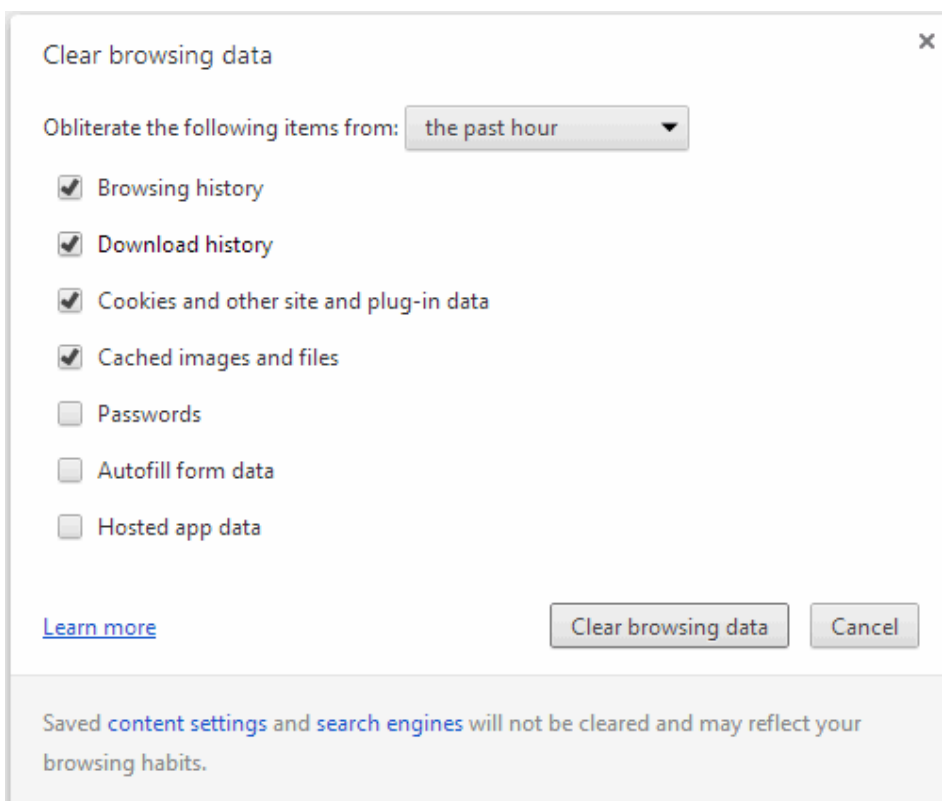 Clear browsing data
Obliterate the following items from: the past hour
Browsing history
Download history
Cookies and other site and plug-in data
Cached images and files
Passwords
Autofill form data
Hosted app data
Learn more Clear browsing data Cancel
Saved content settings and search engines will not be cleared and may reflect your
browsing habits.